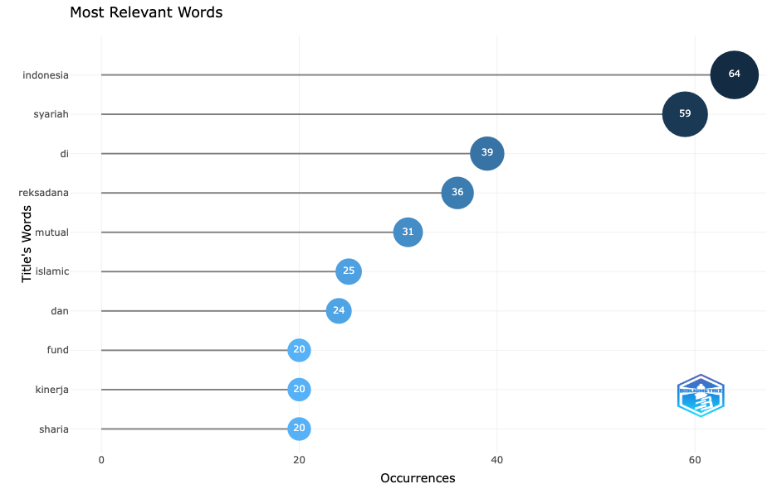 Most Relevant Words
Title's Words
indonesia 64
syariah 59
di 39
reksadana 36
mutual 31
islamic 25
dan 24
fund 20
kinerja 20
sharia 20
0 20 40 60
Occurrences
BIBLIOMETRIX